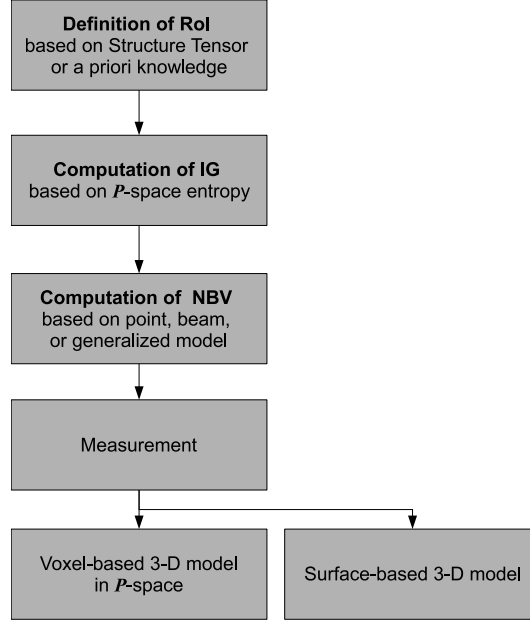 Definition of RoI
based on Structure Tensor
or a priori knowledge
Computation of IG
based on P-space entropy
Computation of NBV
based on point, beam,
or generalized model
Measurement
Voxel-based 3-D model
in P-space
Surface-based 3-D model